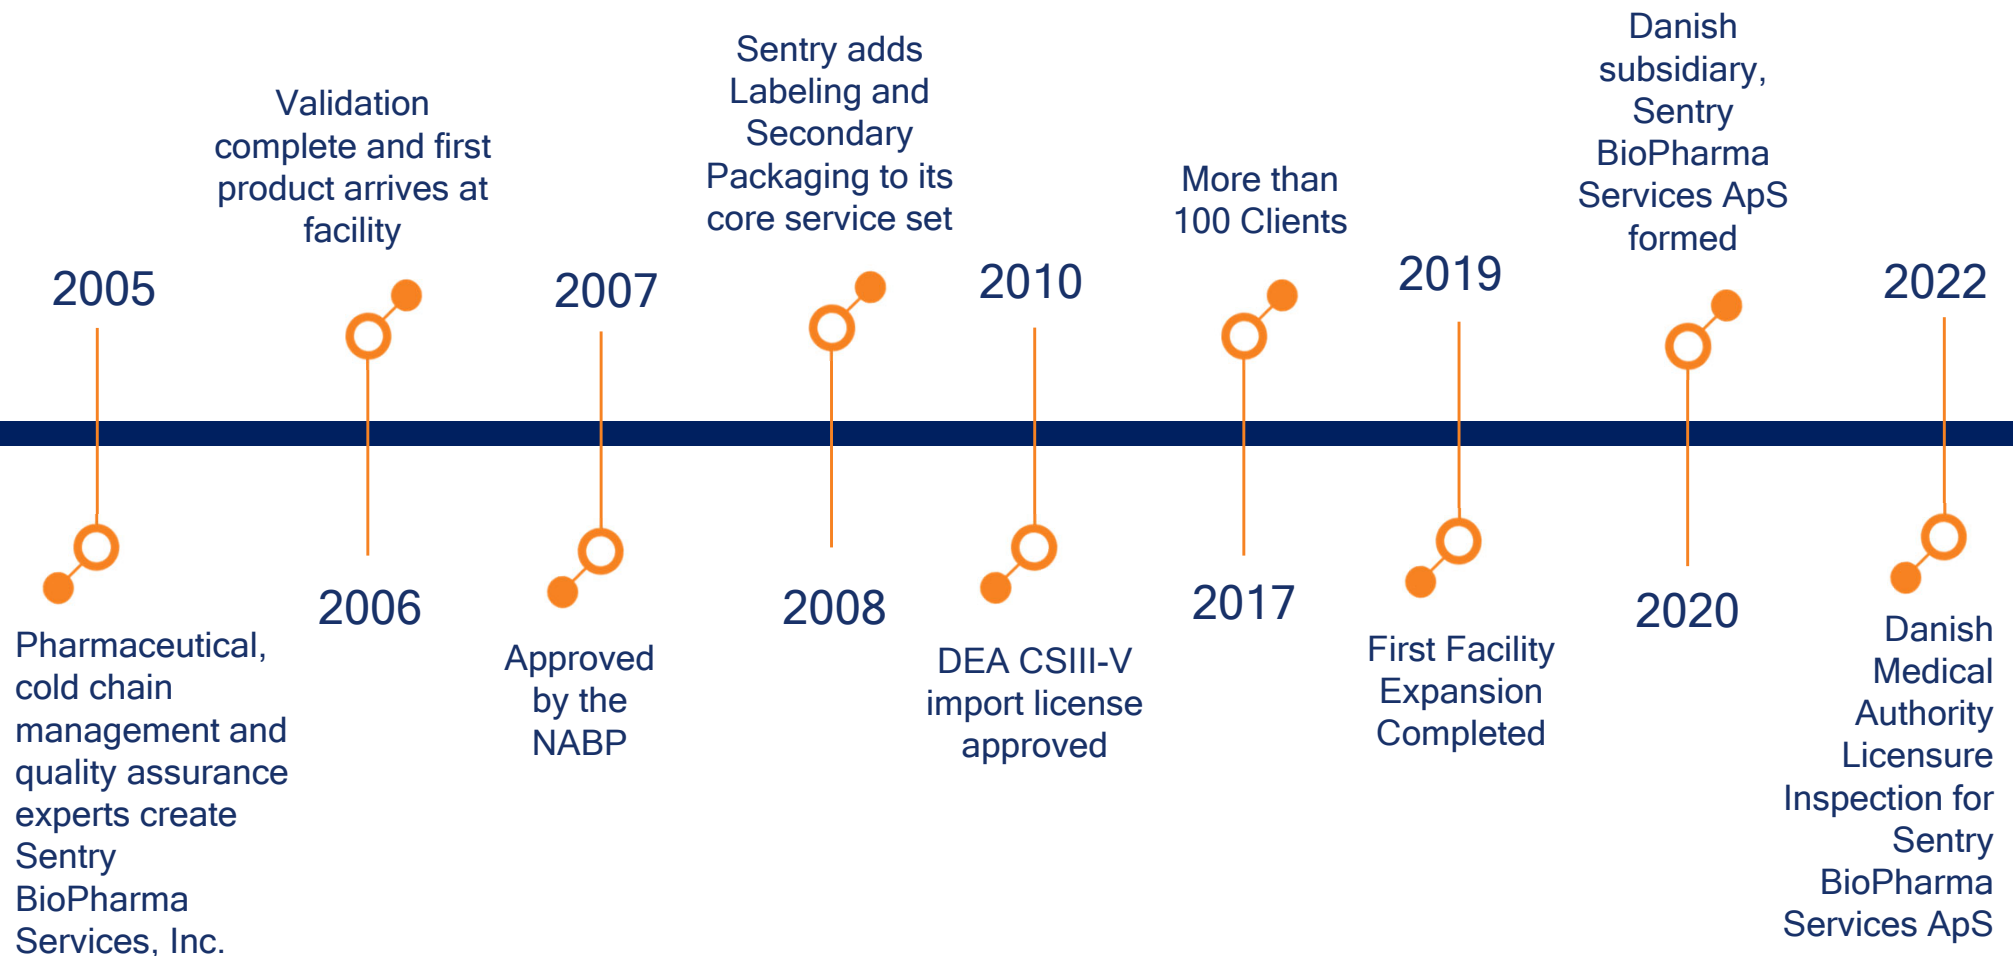 2005
Pharmaceutical,
cold chain
management and
quality assurance
experts create
Sentry
BioPharma
Services, Inc.
Validation
complete and first
product arrives at
facility
2006
2007
Approved
by the
NABP
Sentry adds
Labeling and
Secondary
Packaging to its
core service set
2008
2010
DEA CSIII-V
import license
approved
More than
100 Clients
2017
2019
First Facility
Expansion
Completed
Danish
subsidiary,
Sentry
BioPharma
Services ApS
formed
2020
2022
Danish
Medical
Authority
Licensure
Inspection for
Sentry
BioPharma
Services ApS